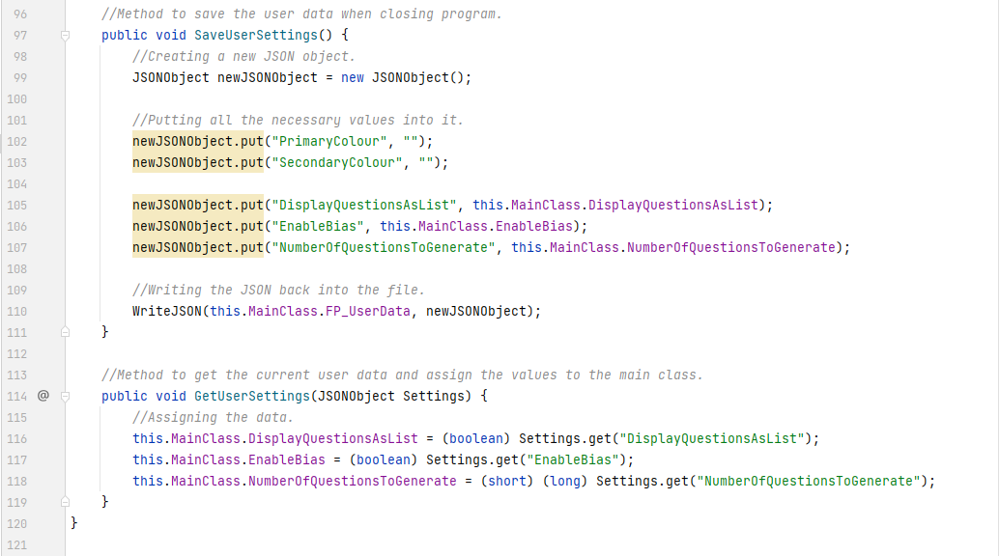 96 //Method to save the user data when closing program.
97 public void SaveUserSettings() {
98 //Creating a new JSON object.
99 JSONObject newJSONObject = new JSONObject();
100
101 //Putting all the necessary values into it.
102 newJSONObject.put("PrimaryColour", "");
103 newJSONObject.put("SecondaryColour", "");
104
105 newJSONObject.put("DisplayQuestionsAsList", this.MainClass.DisplayQuestionsAsList);
106 newJSONObject.put("EnableBias", this.MainClass.EnableBias);
107 newJSONObject.put("NumberOfQuestionsToGenerate", this.MainClass.NumberOfQuestionsToGenerate);
108
109 //Writing the JSON back into the file.
110 WriteJSON(this.MainClass.FP_UserData, newJSONObject);
111 }
112
113 //Method to get the current user data and assign the values to the main class.
114 @ public void GetUserSettings(JSONObject Settings) {
115 //Assigning the data.
116 this.MainClass.DisplayQuestionsAsList = (boolean) Settings.get("DisplayQuestionsAsList");
117 this.MainClass.EnableBias = (boolean) Settings.get("EnableBias");
118 this.MainClass.NumberOfQuestionsToGenerate = (short) (long) Settings.get("NumberOfQuestionsToGenerate");
119 }
120 }
121